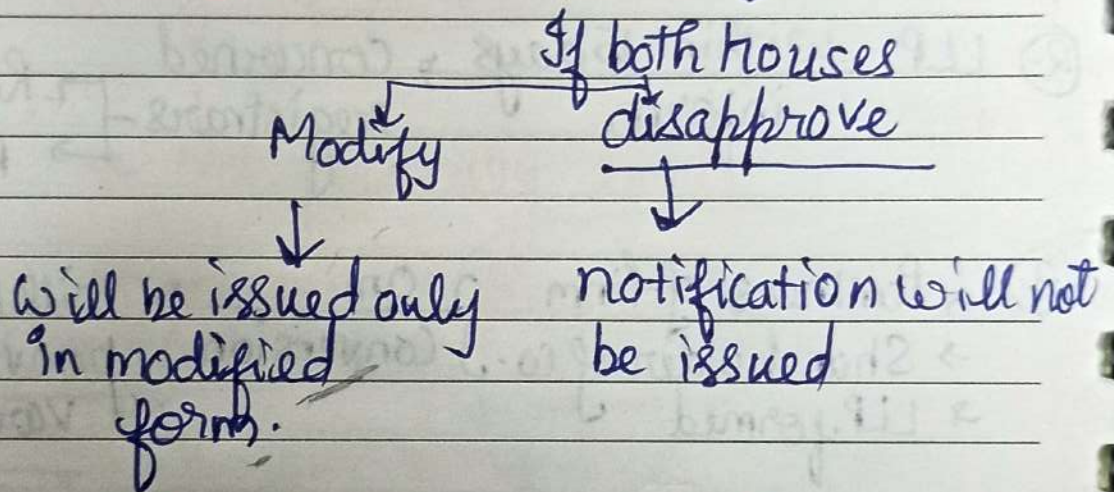 If both houses
Modify disapprove
will be issued only notification will not
in modified be issued
form.